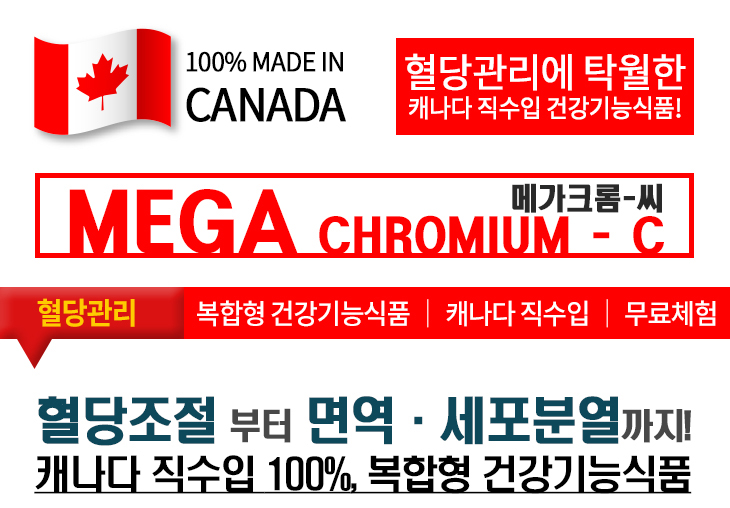 100% MADE IN
CANADA
혈당관리에 탁월한
캐나다 직수입 건강기능식품!
메가크롬-씨
MEGA CHROMIUM - C
혈당관리 복합형 건강기능식품 | 캐나다 직수입 | 무료체험
혈당조절 부터 면역 · 세포분열까지!
캐나다 직수입 100%, 복합형 건강기능식품